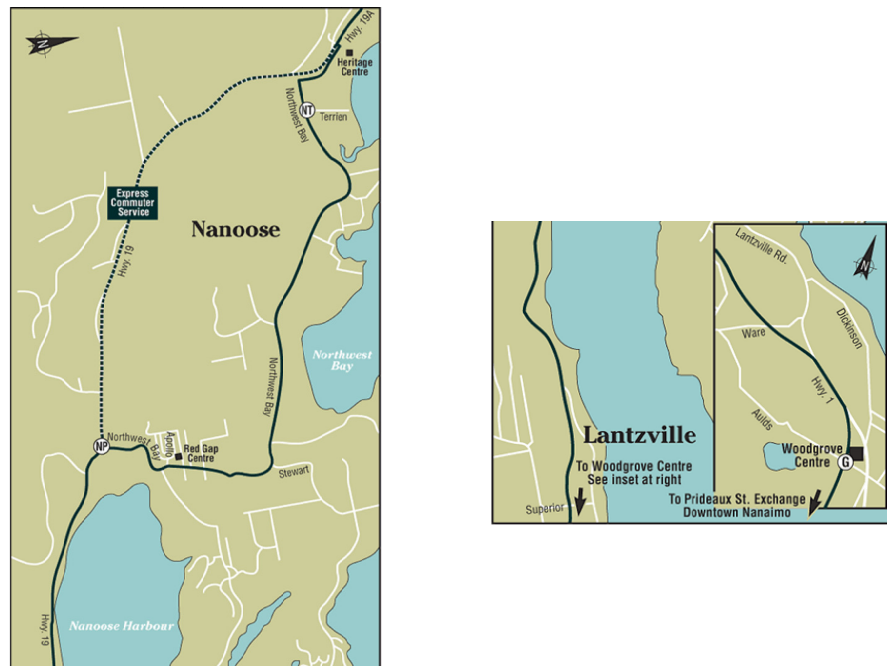 N
Hwy. 19A
Heritage
Centre
Northwest Bay
NT
Terrien
Express
Commuter
Service
Nanoose
Hwy. 19
Northwest
Bay
Northwest Bay
NP
Northwest
Bay
Apollo
Red Gap
Centre
Stewart
Nanoose Harbour
Hwy. 19
Lantzville
To Woodgrove Centre
See inset at right
Superior
Lantzville Rd.
N
Dickinson
Ware
Hwy. 1
Aulds
Woodgrove
Centre
G
To Prideaux St. Exchange
Downtown Nanaimo